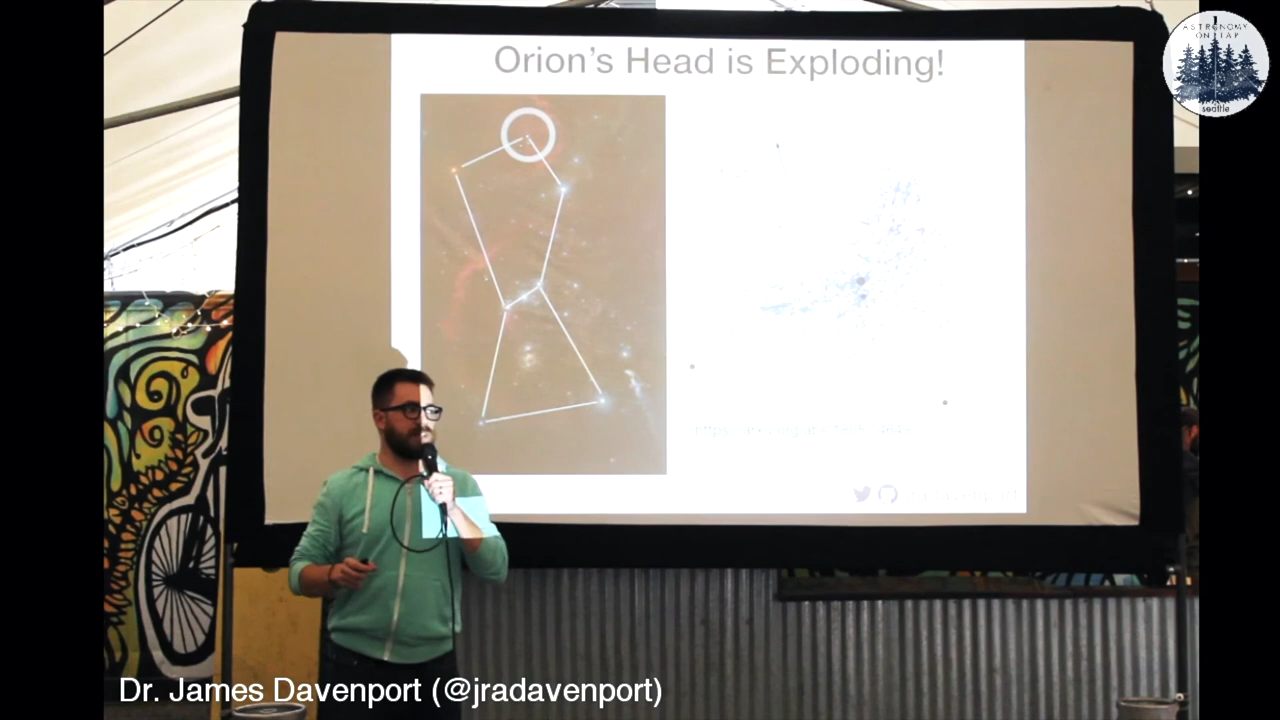 Orion's Head is Exploding!
ASTRONOMY
ON TAP
seattle
Dr. James Davenport (@jradavenport)